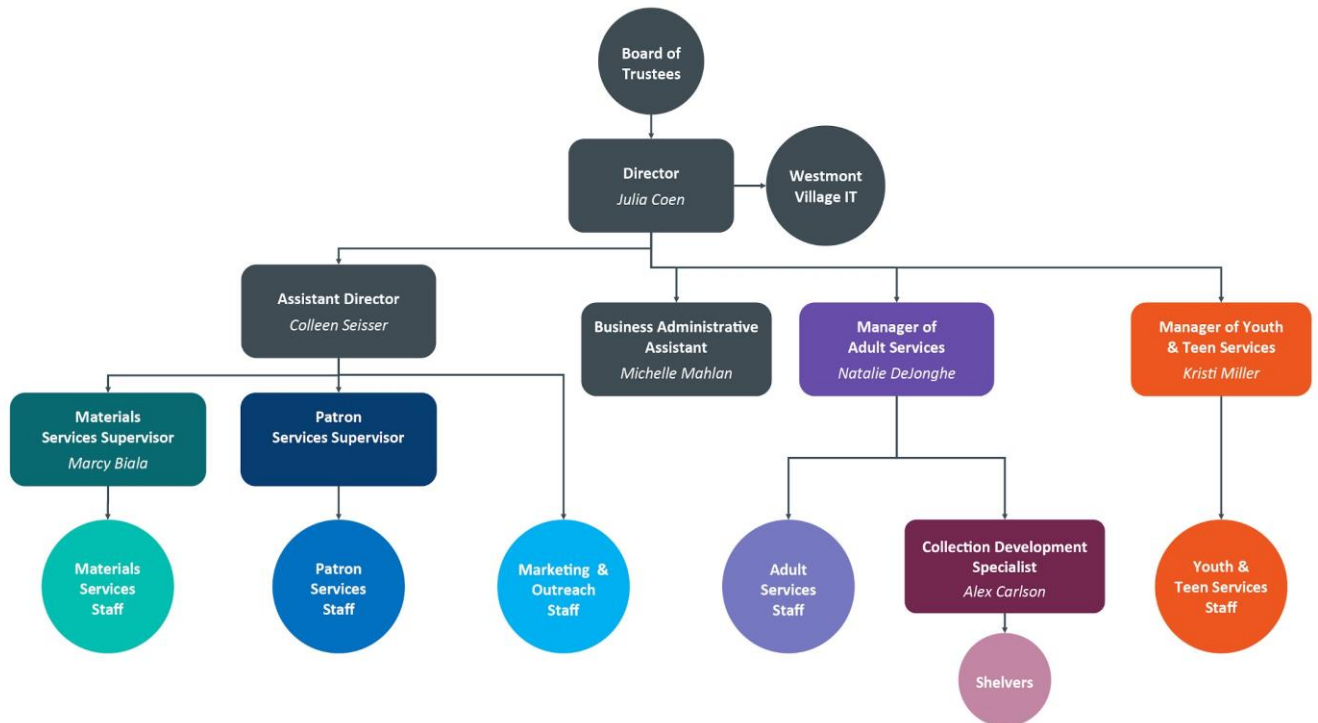 Board of
Trustees
Director
Julia Coen
Westmont
Village IT
Assistant Director
Colleen Seisser
Business Administrative
Assistant
Michelle Mahlan
Manager of
Adult Services
Natalie DeJonghe
Manager of Youth
& Teen Services
Kristi Miller
Materials
Services Supervisor
Marcy Biala
Patron
Services Supervisor
Materials
Services
Staff
Patron
Services
Staff
Marketing & 
Outreach
Staff
Adult
Services
Staff
Collection Development
Specialist
Alex Carlson
Youth &
Teen Services
Staff
Shelvers